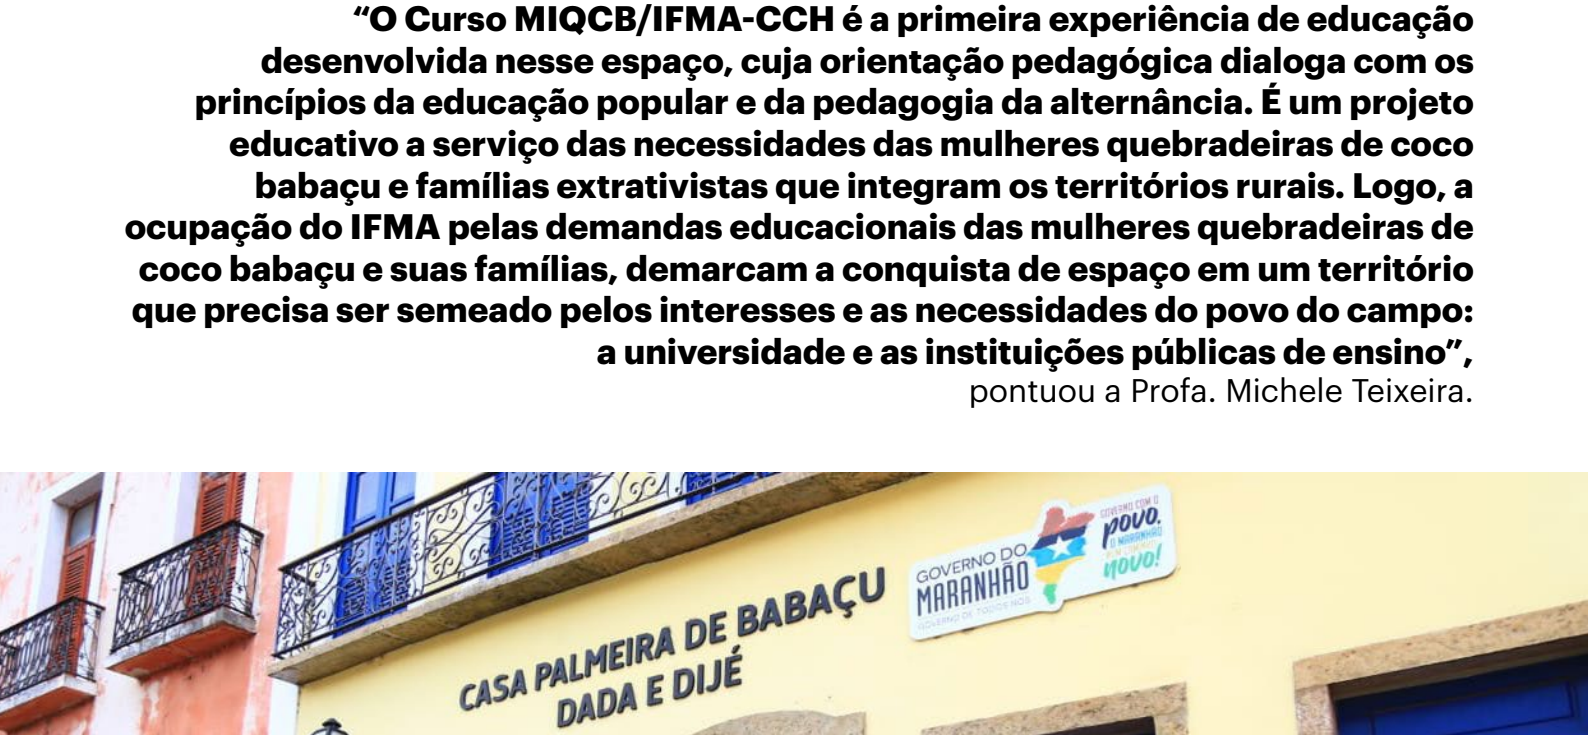 “O Curso MIQCB/IFMA-CCH é a primeira experiência de educação
desenvolvida nesse espaço, cuja orientação pedagógica dialoga com os
princípios da educação popular e da pedagogia da alternância. É um projeto
educativo a serviço das necessidades das mulheres quebradeiras de coco
babaçu e famílias extrativistas que integram os territórios rurais. Logo, a
ocupação do IFMA pelas demandas educacionais das mulheres quebradeiras de
coco babaçu e suas famílias, demarcam a conquista de espaço em um território
que precisa ser semeado pelos interesses e as necessidades do povo do campo:
a universidade e as instituições públicas de ensino”,
pontuou a Profa. Michele Teixeira.
CASA PALMEIRA DE BABAÇU
DADA E DIJÉ
GOVERNO DO
MARANHÃO
GOVERNO DE TODOS NÓS
GOVERNO COM O
POVO,
O MARANHÃO
NOVO!